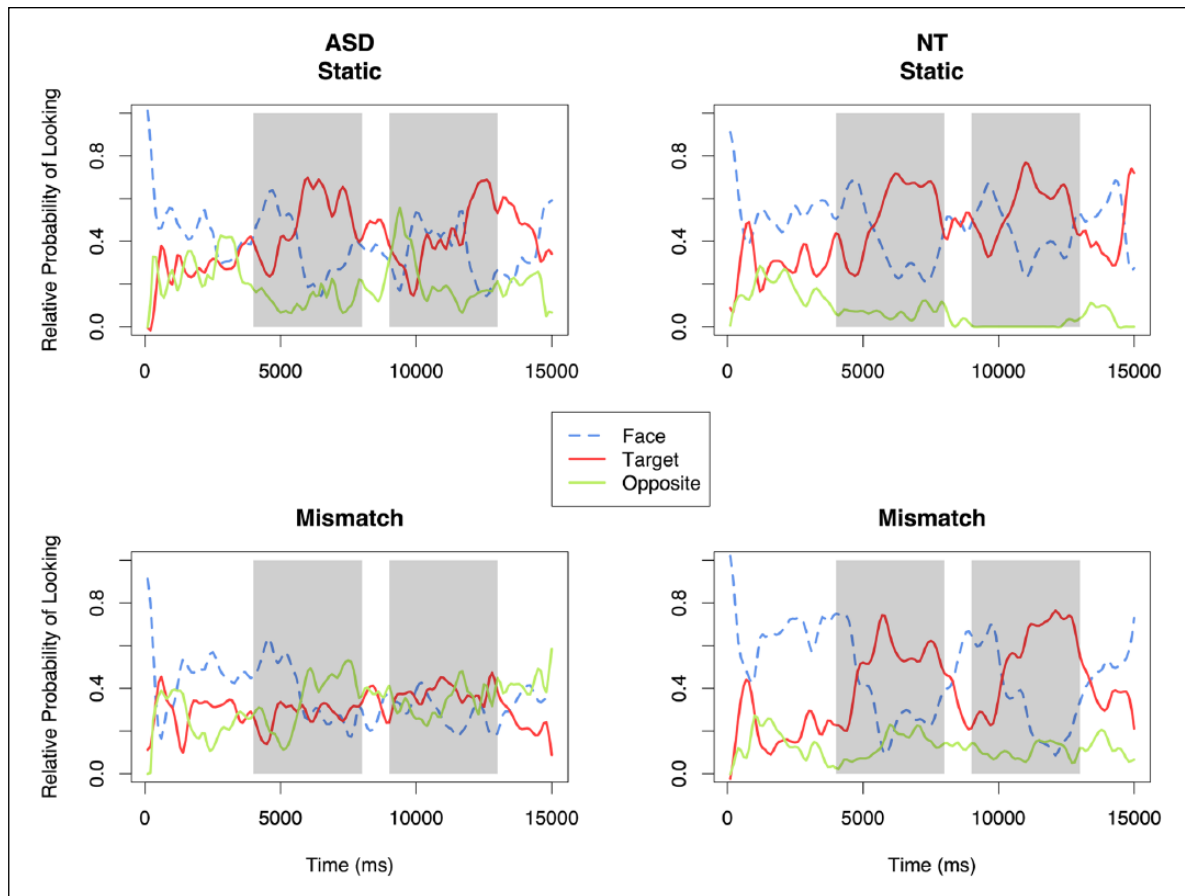 ASD
Static
NT
Static
Relative Probability of Looking
0.8
0.4
0.0
0 5000 10000 15000
0.8
0.4
0.0
0 5000 10000 15000
Face
Target
Opposite
Mismatch
Mismatch
Relative Probability of Looking
0.8
0.4
0.0
0 5000 10000 15000
Time (ms)
0.8
0.4
0.0
0 5000 10000 15000
Time (ms)